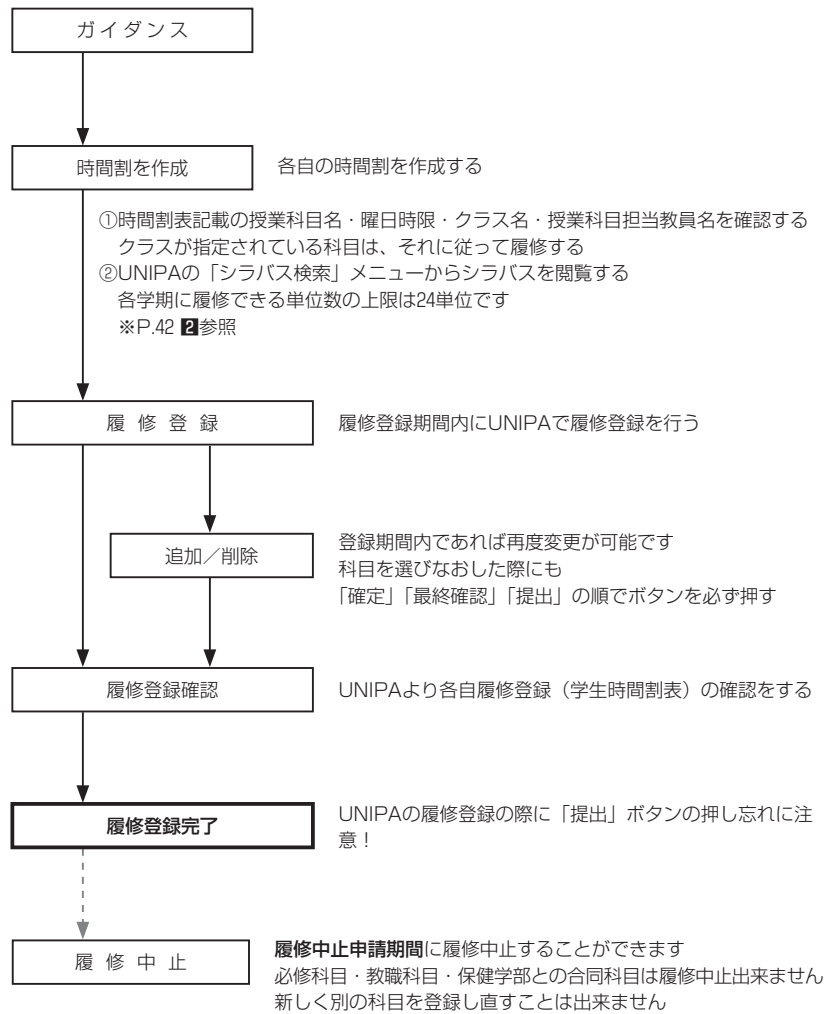 ガイダンス
時間割を作成
各自の時間割を作成する
①時間割表記載の授業科目名・曜日時限・クラス名・授業科目担当教員名を確認する
クラスが指定されている科目は、それに従って履修する
②UNIPAの「シラバス検索」メニューからシラバスを閲覧する
各学期に履修できる単位数の上限は24単位です
※P.42 2参照
履修登録
履修登録期間内にUNIPAで履修登録を行う
追加／削除
登録期間内であれば再度変更が可能です
科目を選びなおした際にも
「確定」「最終確認」「提出」の順でボタンを必ず押す
履修登録確認
UNIPAより各自履修登録（学生時間割表）の確認をする
履修登録完了
UNIPAの履修登録の際に「提出」ボタンの押し忘れに注
意！
履修中止
履修中止申請期間に履修中止することができます
必修科目・教職科目・保健学部との合同科目は履修中止出来ません
新しく別の科目を登録し直すことは出来ません